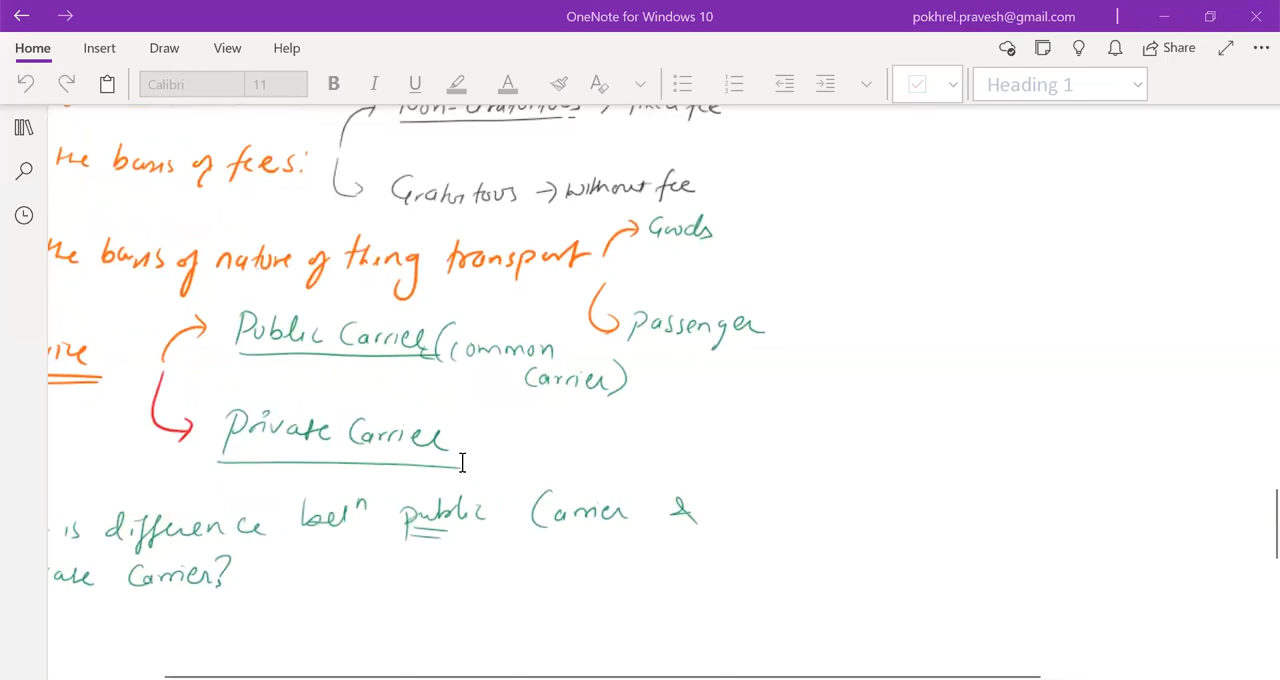 OneNote for Windows 10
pokhrel.pravesh@gmail.com
Home Insert Draw View Help
Share
Calibri 11 B I U A Heading 1
the basis of fees:
Gratuitous → without fee
the basis of nature of thing transport
Goods
Passenger
Public Carrier (common
carrier)
Private Carrier
is difference betn public Carrier &
ate Carrier?